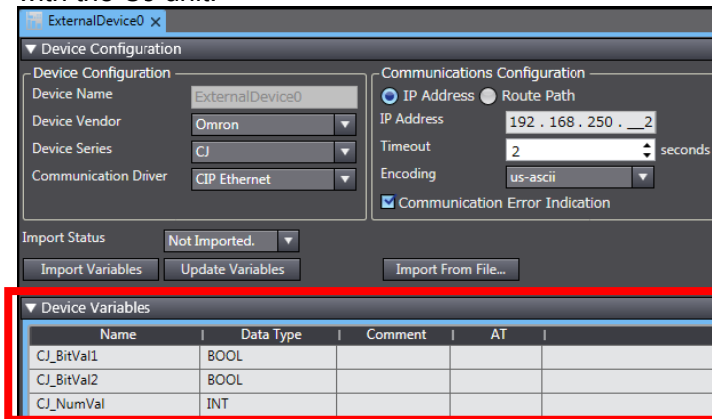 with the CJ unit.
ExternalDevice0 ×
▼ Device Configuration
Device Configuration
Device Name ExternalDevice0
Device Vendor Omron
Device Series CJ
Communication Driver CIP Ethernet
Communications Configuration
IP Address Route Path
IP Address 192 . 168 . 250 . __2
Timeout 2 seconds
Encoding us-ascii
Communication Error Indication
Import Status Not Imported.
Import Variables Update Variables Import From File...
▼ Device Variables
Name | Data Type | Comment | AT |
CJ_BitVal1 BOOL
CJ_BitVal2 BOOL
CJ_NumVal INT